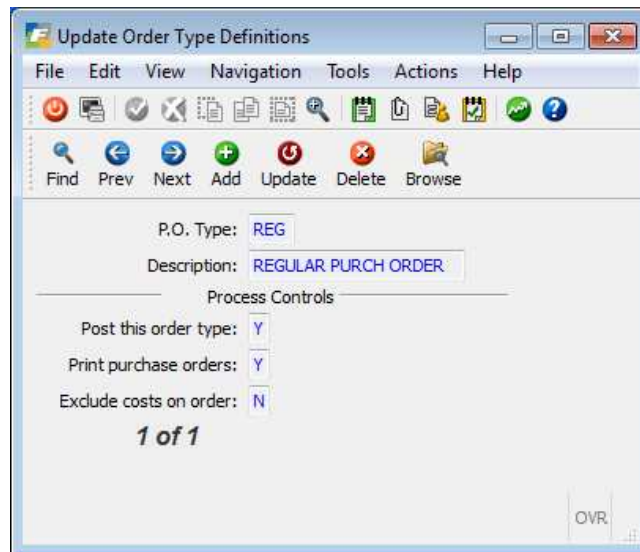 Update Order Type Definitions
File Edit View Navigation Tools Actions Help
Find Prev Next Add Update Delete Browse
P.O. Type: REG
Description: REGULAR PURCH ORDER
Process Controls
Post this order type: Y
Print purchase orders: Y
Exclude costs on order: N
1 of 1
OVR